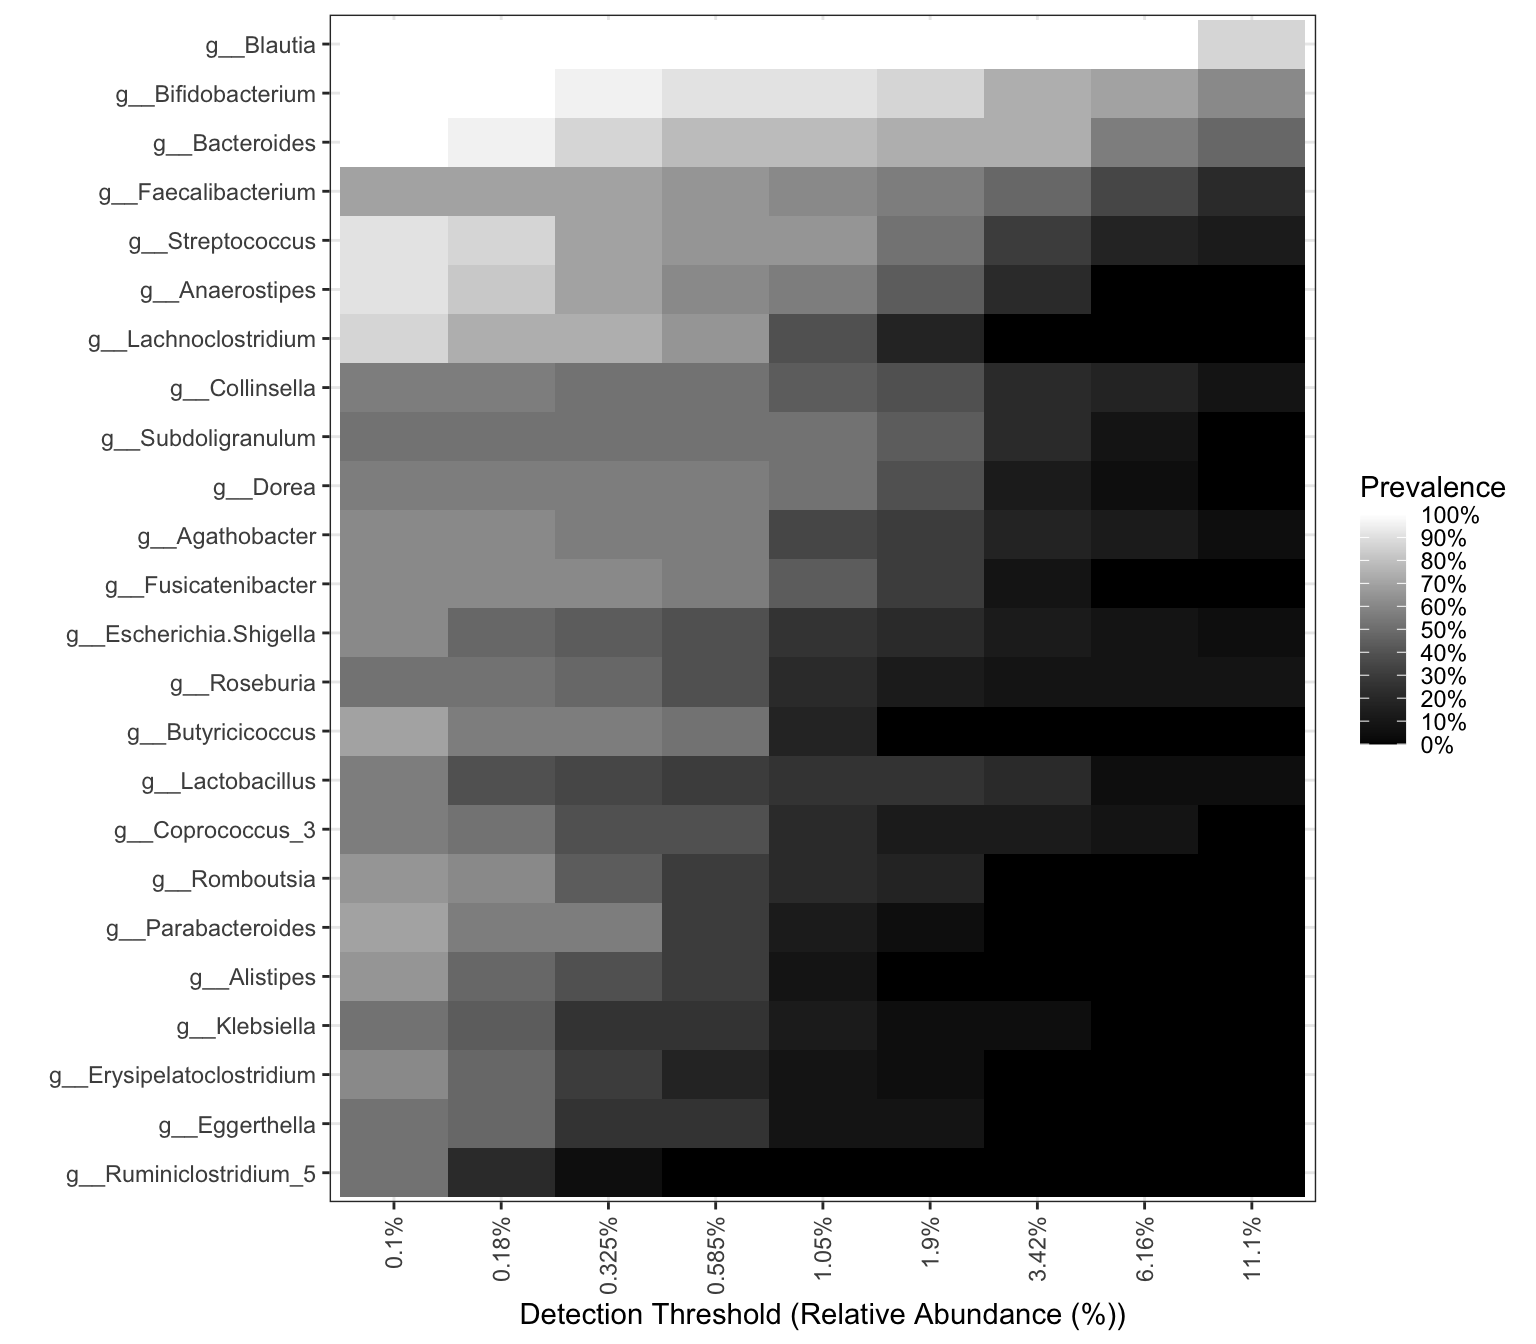 g__Blautia
g__Bifidobacterium
g__Bacteroides
g__Faecalibacterium
g__Streptococcus
g__Anaerostipes
g__Lachnoclostridium
g__Collinsella
g__Subdoligranulum
g__Dorea
g__Agathobacter
g__Fusicatenibacter
g__Escherichia.Shigella
g__Roseburia
g__Butyricicoccus
g__Lactobacillus
g__Coprococcus_3
g__Romboutsia
g__Parabacteroides
g__Alistipes
g__Klebsiella
g__Erysipelatoclostridium
g__Eggerthella
g__Ruminiclostridium_5
0.1%
0.18%
0.325%
0.585%
1.05%
1.9%
3.42%
6.16%
11.1%
Detection Threshold (Relative Abundance (%))
Prevalence
100%
90%
80%
70%
60%
50%
40%
30%
20%
10%
0%